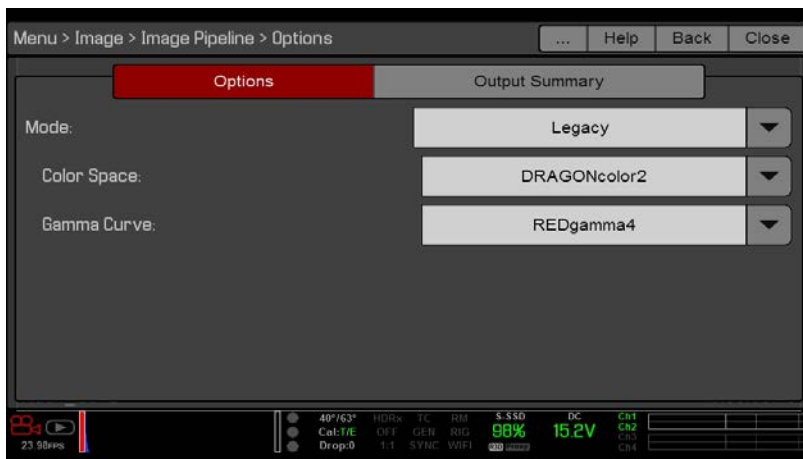 Menu > Image > Image Pipeline > Options ... Help Back Close
Options Output Summary
Mode: Legacy
Color Space: DRAGONcolor2
Gamma Curve: REDgamma4
40°/63° HDRx TC RM S-SSD DC Ch1
Cal:T/E OFF GEN RIG 98% 15.2V Ch2
Ch3
23.98FPS Drop:0 1:1 SYNC WIFI R3D Ch4